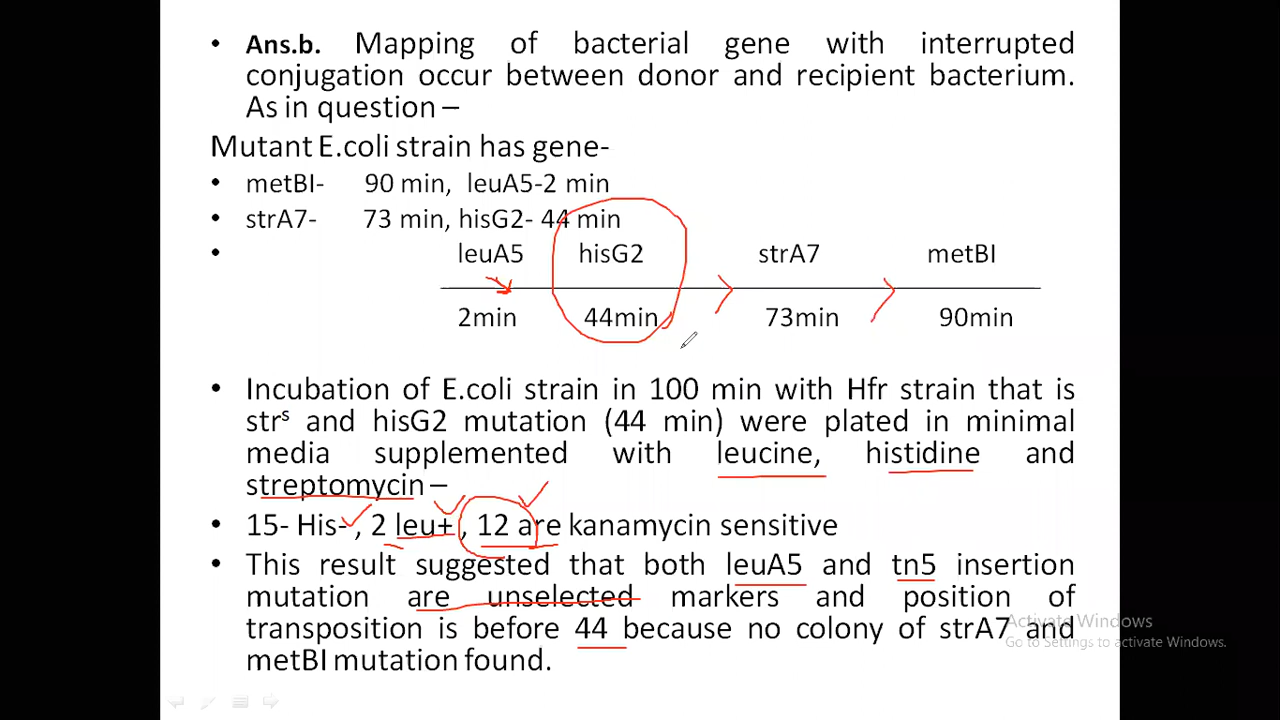 • Ans.b. Mapping of bacterial gene with interrupted
conjugation occur between donor and recipient bacterium.
As in question –
Mutant E.coli strain has gene-
• metBI- 90 min, leuA5-2 min
• strA7- 73 min, hisG2- 44 min
• leuA5 hisG2 strA7 metBI
2min 44min 73min 90min
• Incubation of E.coli strain in 100 min with Hfr strain that is
strˢ and hisG2 mutation (44 min) were plated in minimal
media supplemented with leucine, histidine and
streptomycin –
• 15- His- , 2 leu+ , 12 are kanamycin sensitive
• This result suggested that both leuA5 and tn5 insertion
mutation are unselected markers and position of
transposition is before 44 because no colony of strA7 and
metBI mutation found.
Activate Windows
Go to Settings to activate Windows.